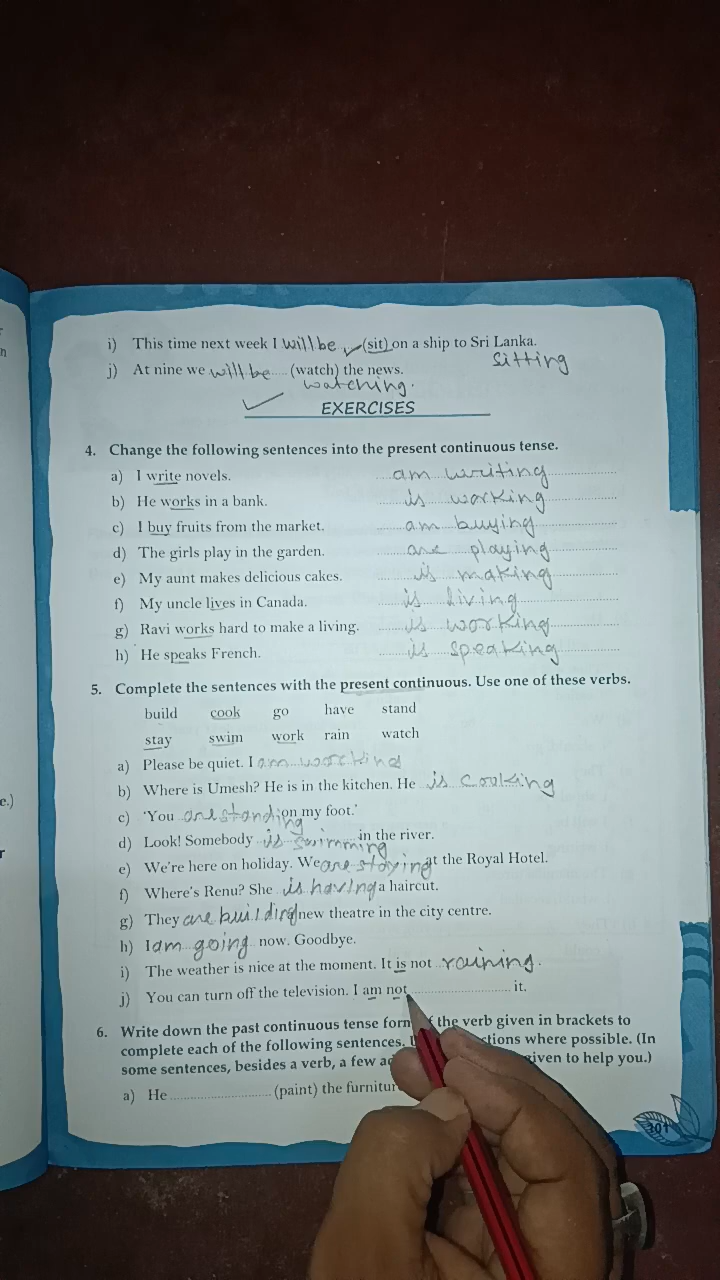 i) This time next week I will be (sit) on a ship to Sri Lanka.
sitting
j) At nine we will be .... (watch) the news.
watching.
EXERCISES
4. Change the following sentences into the present continuous tense.
a) I write novels. am writing
b) He works in a bank. is working
c) I buy fruits from the market. am buying
d) The girls play in the garden. are playing
e) My aunt makes delicious cakes. is making
f) My uncle lives in Canada. is living
g) Ravi works hard to make a living. is working
h) He speaks French. is speaking
5. Complete the sentences with the present continuous. Use one of these verbs.
build cook go have stand
stay swim work rain watch
a) Please be quiet. I am working
b) Where is Umesh? He is in the kitchen. He is cooking
c) 'You are standing on my foot.'
d) Look! Somebody is swimming in the river.
e) We're here on holiday. We are staying at the Royal Hotel.
f) Where's Renu? She is having a haircut.
g) They are building new theatre in the city centre.
h) I am going now. Goodbye.
i) The weather is nice at the moment. It is not raining.
j) You can turn off the television. I am not .......................... it.
6. Write down the past continuous tense form of the verb given in brackets to
complete each of the following sentences. where possible. (In
some sentences, besides a verb, a few given to help you.)
a) He .......................... (paint) the
e.)